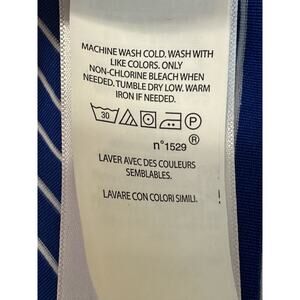 MACHINE WASH COLD. WASH WITH
LIKE COLORS. ONLY
NON-CHLORINE BLEACH WHEN
NEEDED. TUMBLE DRY LOW. WARM
IRON IF NEEDED.
30 P
®
n°1529
LAVER AVEC DES COULEURS
SEMBLABLES.
LAVARE CON COLORI SIMILI.